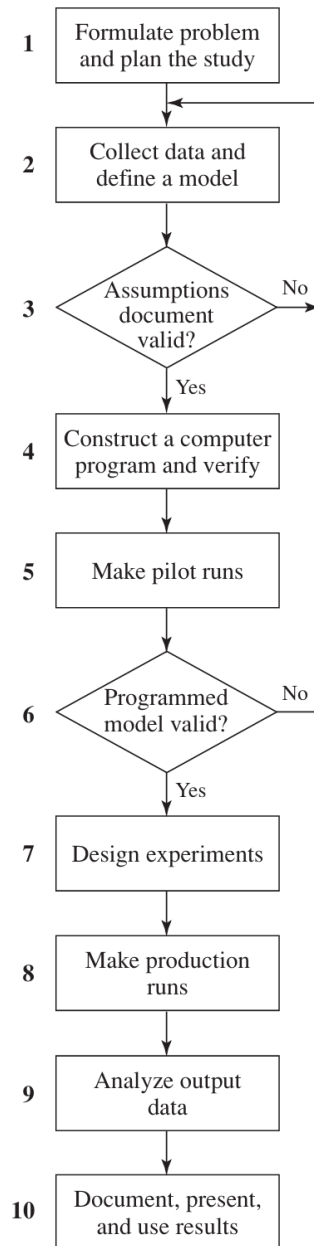 1
Formulate problem
and plan the study
2
Collect data and
define a model
3
Assumptions
document
valid?
No
Yes
4
Construct a computer
program and verify
5
Make pilot runs
6
Programmed
model valid?
No
Yes
7
Design experiments
8
Make production
runs
9
Analyze output
data
10
Document, present,
and use results